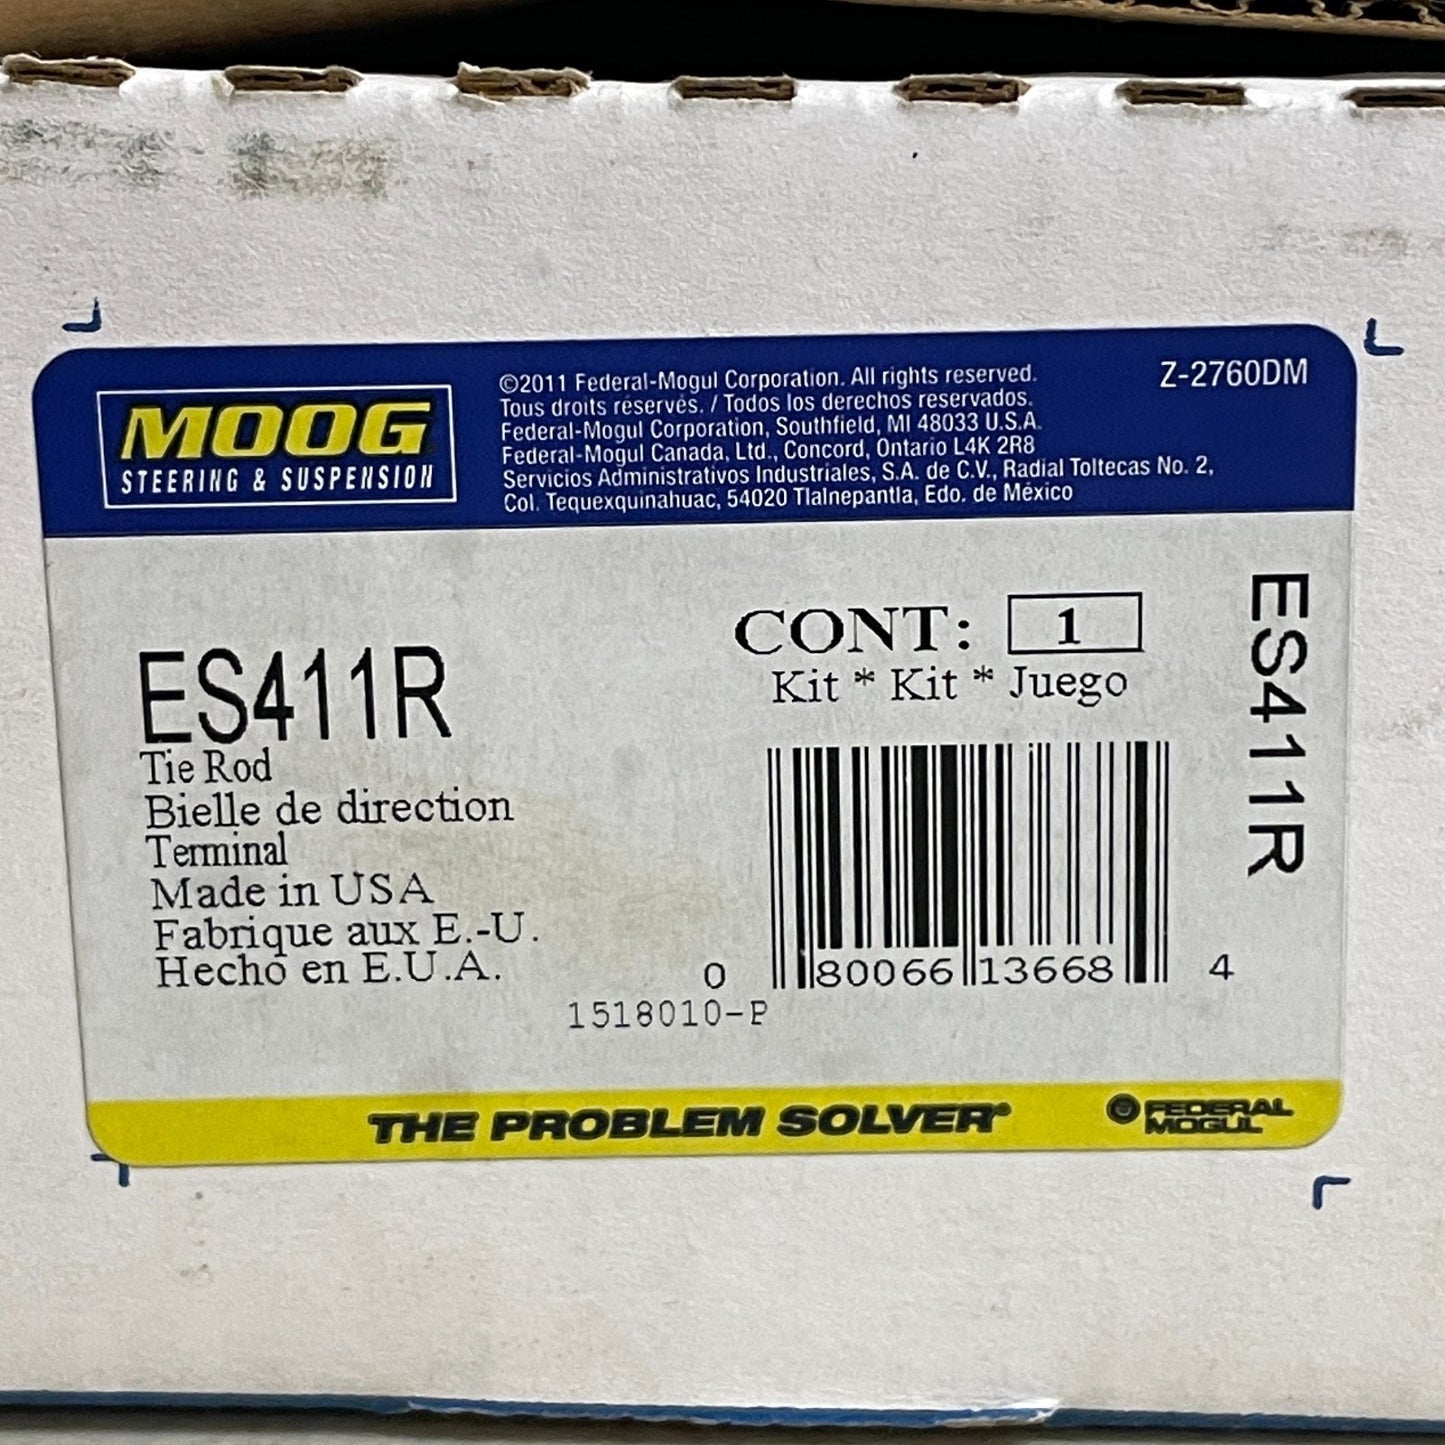 MOOG
STEERING & SUSPENSION
©2011 Federal-Mogul Corporation. All rights reserved.
Tous droits réservés. / Todos los derechos reservados.
Federal-Mogul Corporation, Southfield, MI 48033 U.S.A.
Federal-Mogul Canada, Ltd., Concord, Ontario L4K 2R8
Servicios Administrativos Industriales, S.A. de C.V., Radial Toltecas No. 2,
Col. Tequexquinahuac, 54020 Tlalnepantla, Edo. de México
Z-2760DM
ES411R
Tie Rod
Bielle de direction
Terminal
Made in USA
Fabrique aux E.-U.
Hecho en E.U.A.
CONT: 1
Kit * Kit * Juego
0 80066 13668 4
1518010-P
ES411R
THE PROBLEM SOLVER®
FEDERAL
MOGUL